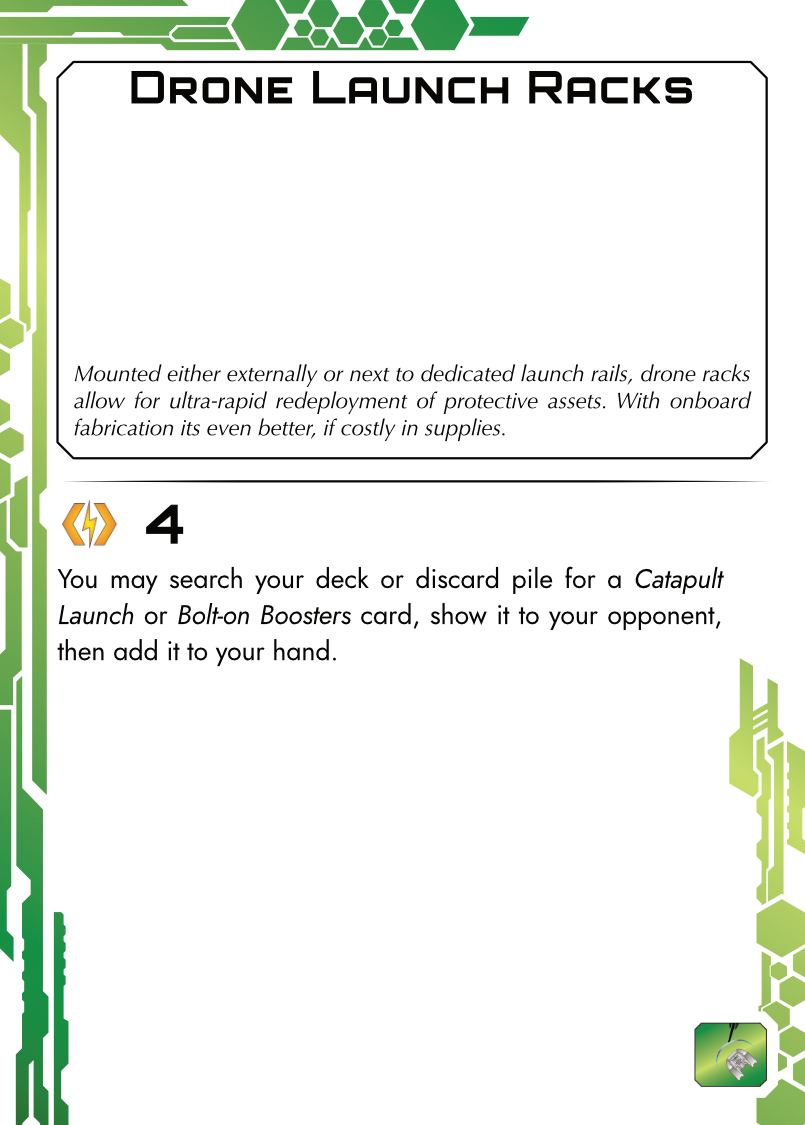 Drone Launch Racks
Mounted either externally or next to dedicated launch rails, drone racks
allow for ultra-rapid redeployment of protective assets. With onboard
fabrication its even better, if costly in supplies.
4
You may search your deck or discard pile for a Catapult
Launch or Bolt-on Boosters card, show it to your opponent,
then add it to your hand.